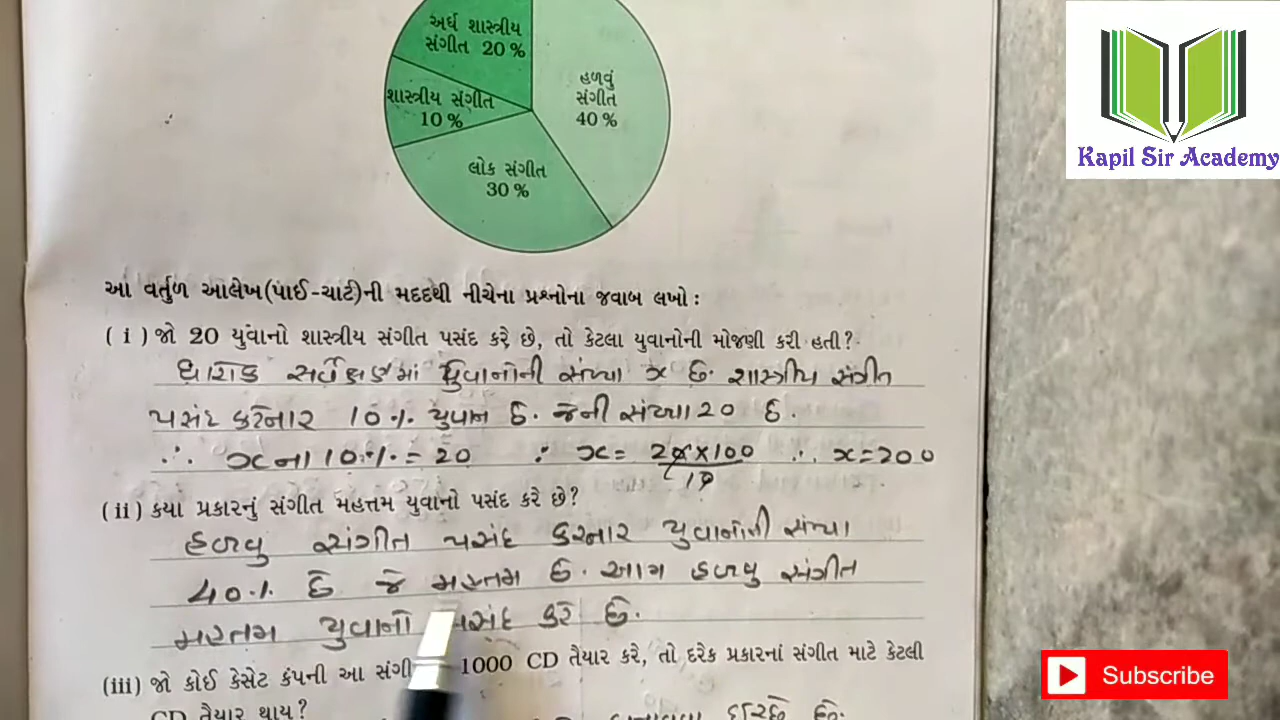 અર્ધ શાસ્ત્રીય
સંગીત 20 %
હળવું
સંગીત
40 %
શાસ્ત્રીય સંગીત
10 %
લોક સંગીત
30 %
Kapil Sir Academy
આ વર્તુળ આલેખ(પાઈ-ચાર્ટ)ની મદદથી નીચેના પ્રશ્નોના જવાબ લખો :
( i ) જો 20 યુવાનો શાસ્ત્રીય સંગીત પસંદ કરે છે, તો કેટલા યુવાનોની મોજણી કરી હતી?
ધારોકે સર્વેક્ષણમાં યુવાનોની સંખ્યા x છે. શાસ્ત્રીય સંગીત
પસંદ કરનાર 10% યુવાન છે. જેની સંખ્યા 20 છે.
∴ x ના 10% = 20 ∴ x = 20 × 100 / 10 ∴ x = 200
( ii ) કયા પ્રકારનું સંગીત મહત્તમ યુવાનો પસંદ કરે છે?
હળવુ સંગીત પસંદ કરનાર યુવાનોની સંખ્યા
40% છે જે મહત્તમ છે. આમ હળવુ સંગીત
મહત્તમ યુવાનો પસંદ કરે છે.
(iii) જો કોઈ કેસેટ કંપની આ 1000 CD તૈયાર કરે, તો દરેક પ્રકારનાં સંગીત માટે કેટલી
CD તૈયાર થાય?
Subscribe